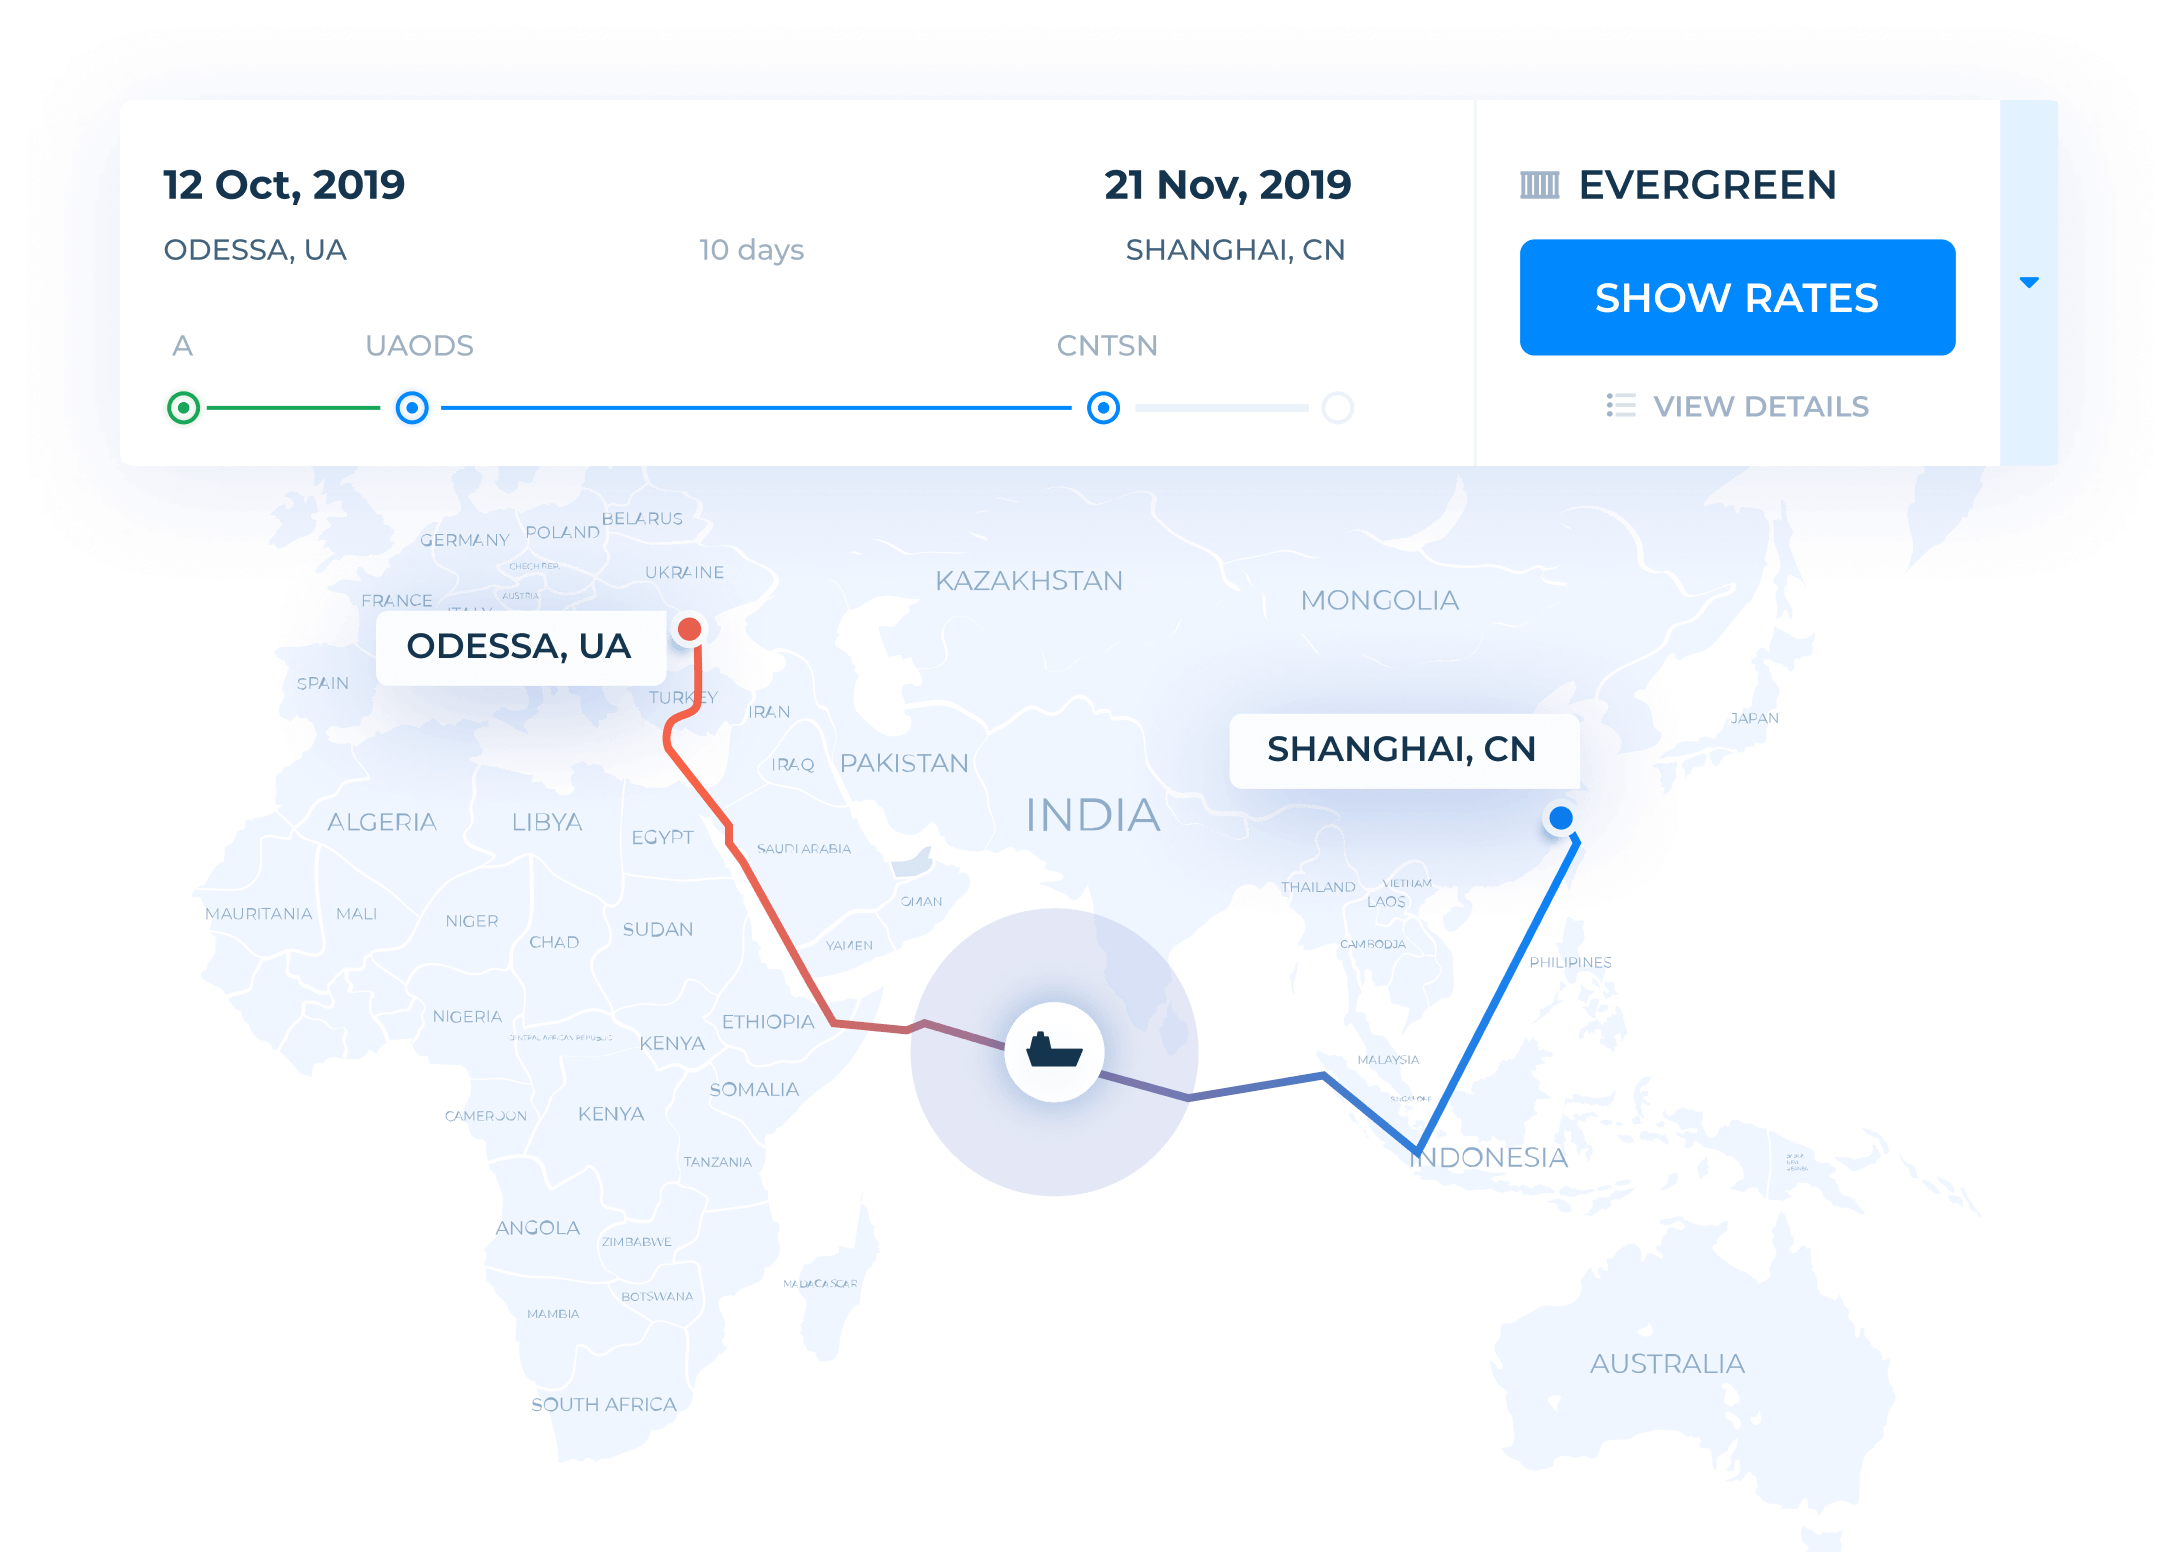 12 Oct, 2019
21 Nov, 2019
EVERGREEN
ODESSA, UA
10 days
SHANGHAI, CN
SHOW RATES
A
UAODS
CNTSN
VIEW DETAILS
BELARUS
POLAND
GERMANY
CHECH REP.
UKRAINE
KAZAKHSTAN
AUSTRIA
FRANCE
MONGOLIA
ITALY
ODESSA, UA
SPAIN
TURKEY
IRAN
JAPAN
SHANGHAI, CN
IRAQ
PAKISTAN
INDIA
ALGERIA
LIBYA
EGYPT
SAUDI ARABIA
THAILAND
VIETNAM
OMAN
LAOS
MAURITANIA
MALI
NIGER
SUDAN
CHAD
YAMEN
CAMBODJA
PHILIPINES
NIGERIA
ETHIOPIA
CENTRAL AFRICAN REPUBLIC
KENYA
MALAYSIA
SOMALIA
SINGAPORE
CAMEROON
KENYA
TANZANIA
INDONESIA
ANGOLA
ZIMBABWE
MADAGASCAR
BOTSWANA
MAMBIA
AUSTRALIA
SOUTH AFRICA